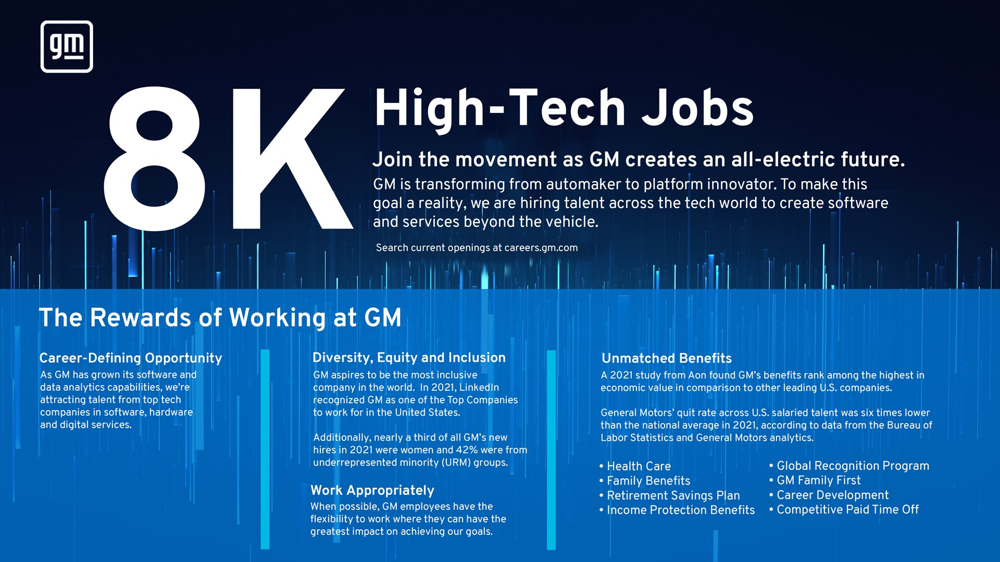 gm
8K
High-Tech Jobs
Join the movement as GM creates an all-electric future.
GM is transforming from automaker to platform innovator. To make this
goal a reality, we are hiring talent across the tech world to create software
and services beyond the vehicle.
Search current openings at careers.gm.com
The Rewards of Working at GM
Career-Defining Opportunity
As GM has grown its software and
data analytics capabilities, we're
attracting talent from top tech
companies in software, hardware
and digital services.
Diversity, Equity and Inclusion
GM aspires to be the most inclusive
company in the world.  In 2021, LinkedIn
recognized GM as one of the Top Companies
to work for in the United States.
Additionally, nearly a third of all GM's new
hires in 2021 were women and 42% were from
underrepresented minority (URM) groups.
Work Appropriately
When possible, GM employees have the
flexibility to work where they can have the
greatest impact on achieving our goals.
Unmatched Benefits
A 2021 study from Aon found GM's benefits rank among the highest in
economic value in comparison to other leading U.S. companies.
General Motors' quit rate across U.S. salaried talent was six times lower
than the national average in 2021, according to data from the Bureau of
Labor Statistics and General Motors analytics.
• Health Care
• Family Benefits
• Retirement Savings Plan
• Income Protection Benefits
• Global Recognition Program
• GM Family First
• Career Development
• Competitive Paid Time Off